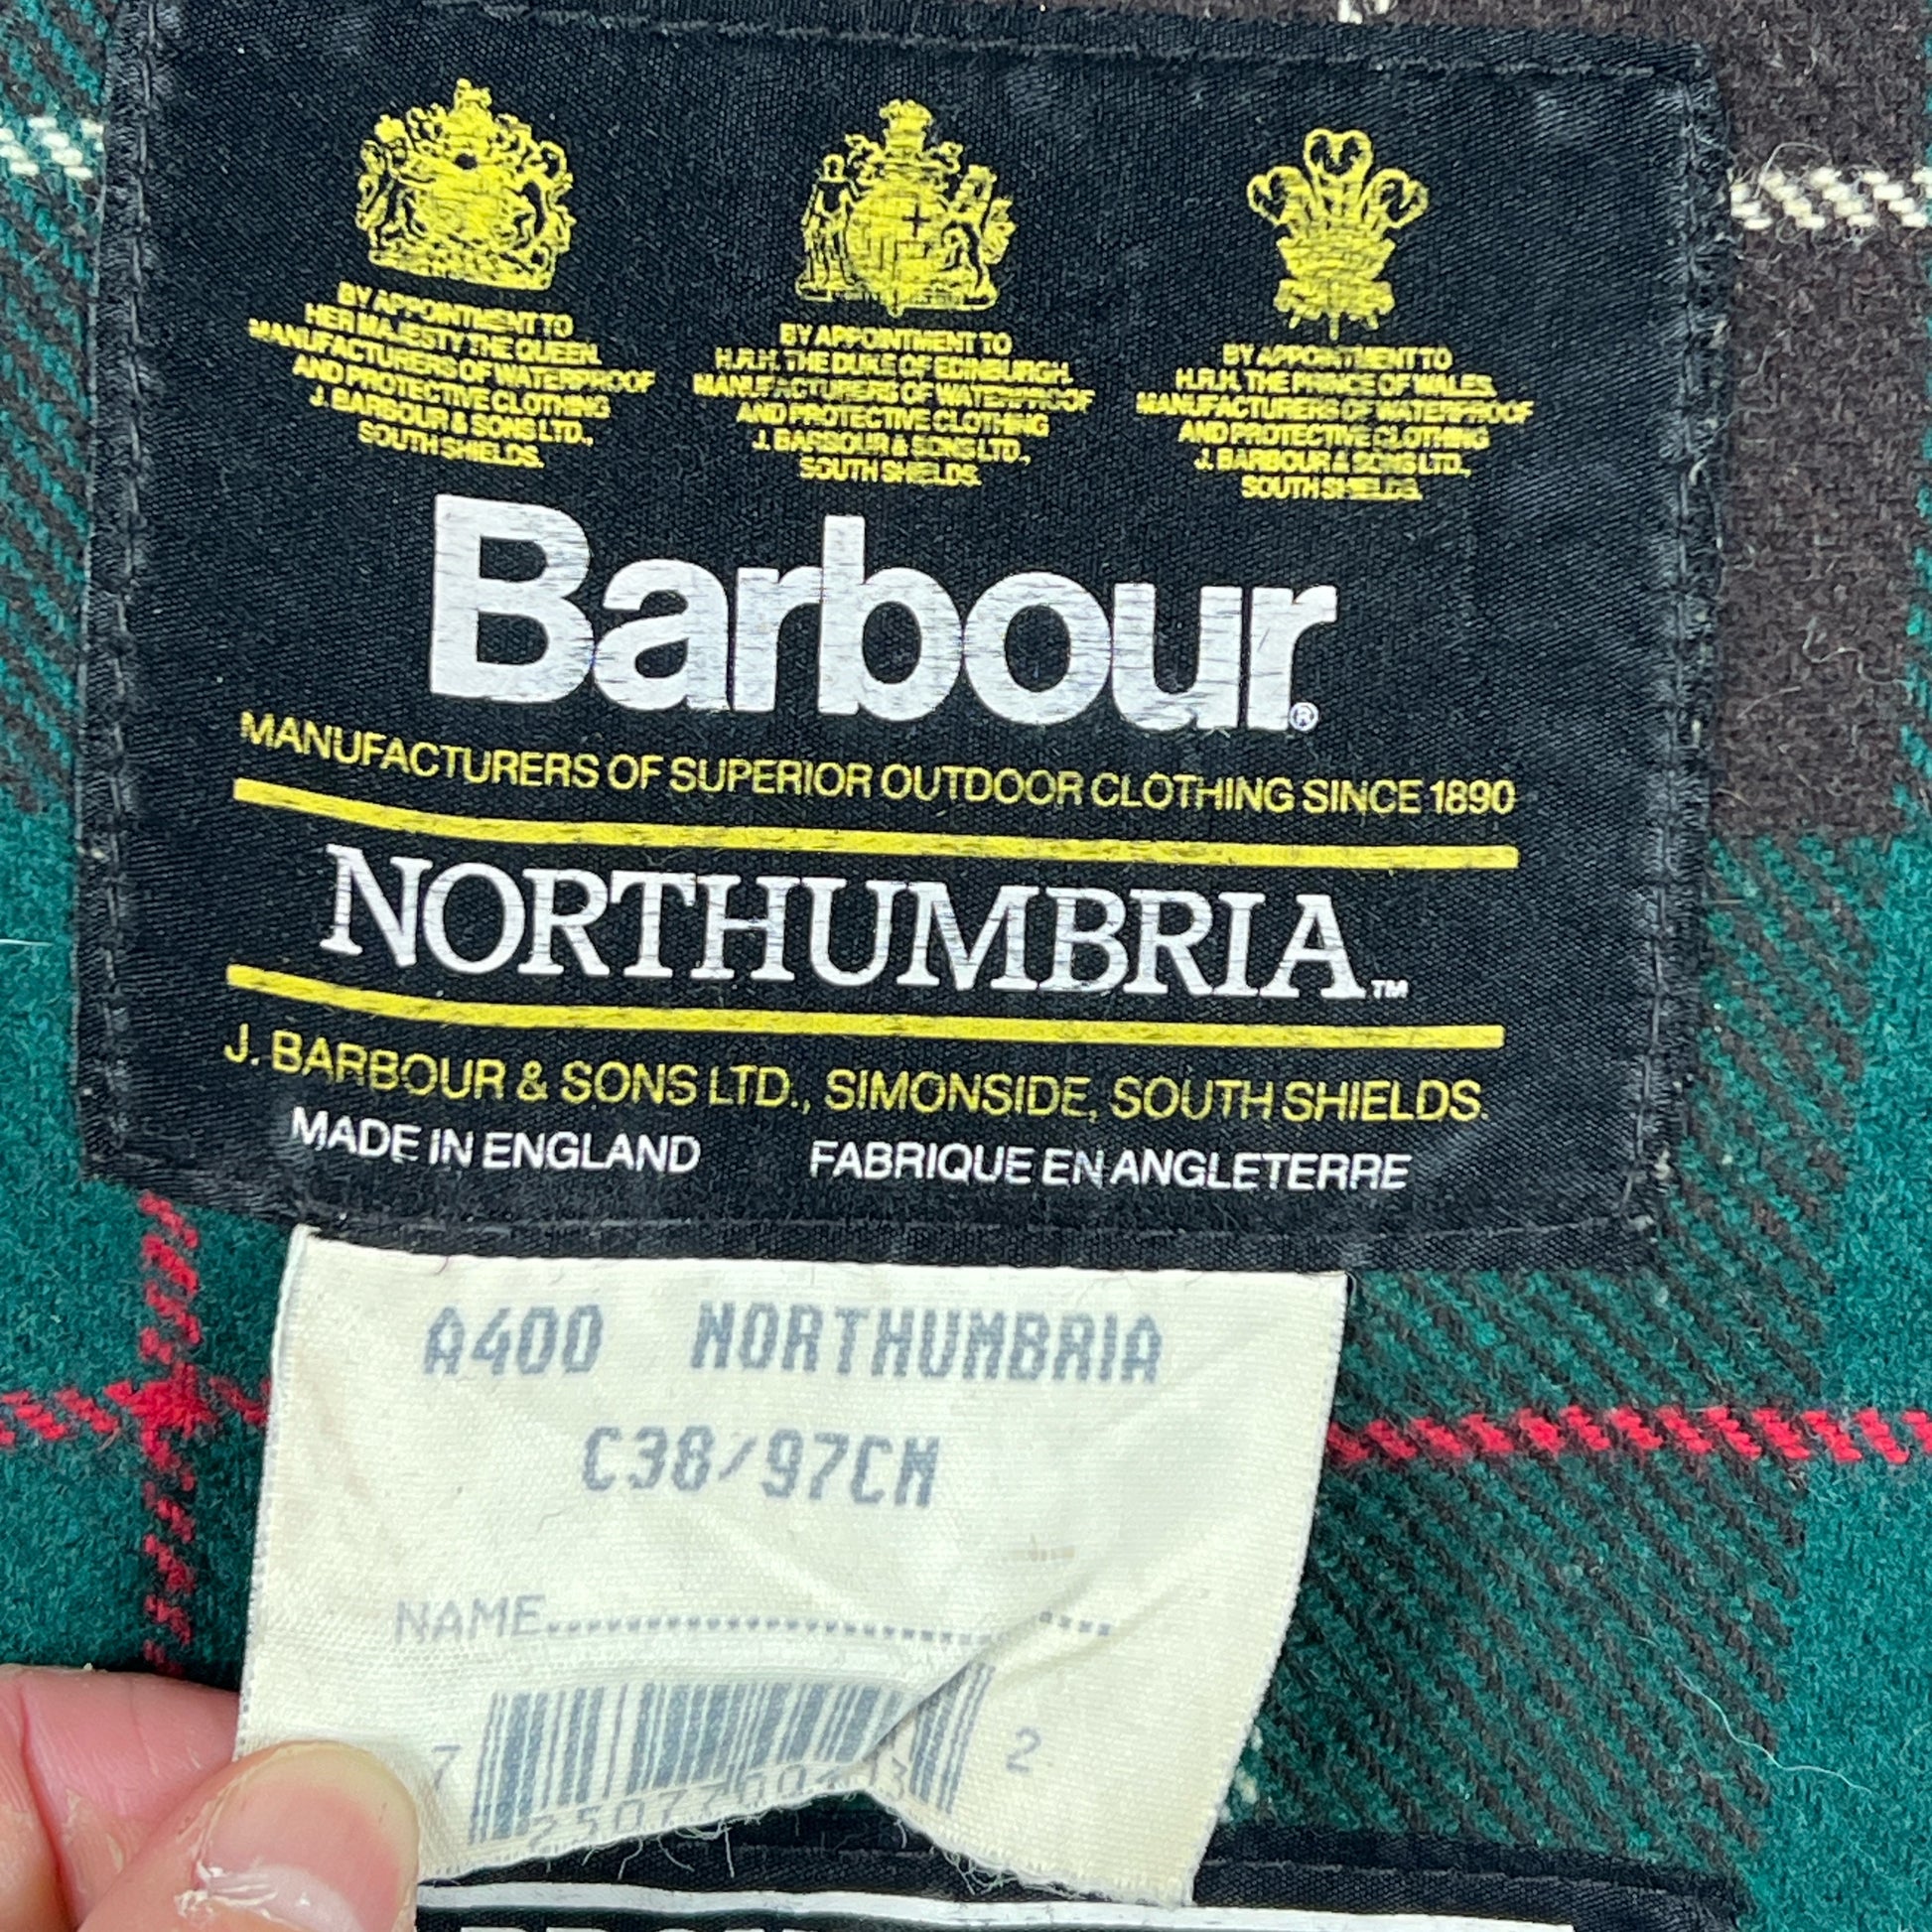 BY APPOINTMENT TO
HER MAJESTY THE QUEEN.
MANUFACTURERS OF WATERPROOF
AND PROTECTIVE CLOTHING
J. BARBOUR & SONS LTD.,
SOUTH SHIELDS.
BY APPOINTMENT TO
H.R.H. THE DUKE OF EDINBURGH.
MANUFACTURERS OF WATERPROOF
AND PROTECTIVE CLOTHING
J. BARBOUR & SONS LTD.,
SOUTH SHIELDS.
BY APPOINTMENT TO
H.R.H. THE PRINCE OF WALES.
MANUFACTURERS OF WATERPROOF
AND PROTECTIVE CLOTHING
J. BARBOUR & SONS LTD.,
SOUTH SHIELDS.
Barbour®
MANUFACTURERS OF SUPERIOR OUTDOOR CLOTHING SINCE 1890
NORTHUMBRIA™
J. BARBOUR & SONS LTD., SIMONSIDE, SOUTH SHIELDS.
MADE IN ENGLAND FABRIQUE EN ANGLETERRE
A400 NORTHUMBRIA
C38/97CM
NAME..............................
7 2